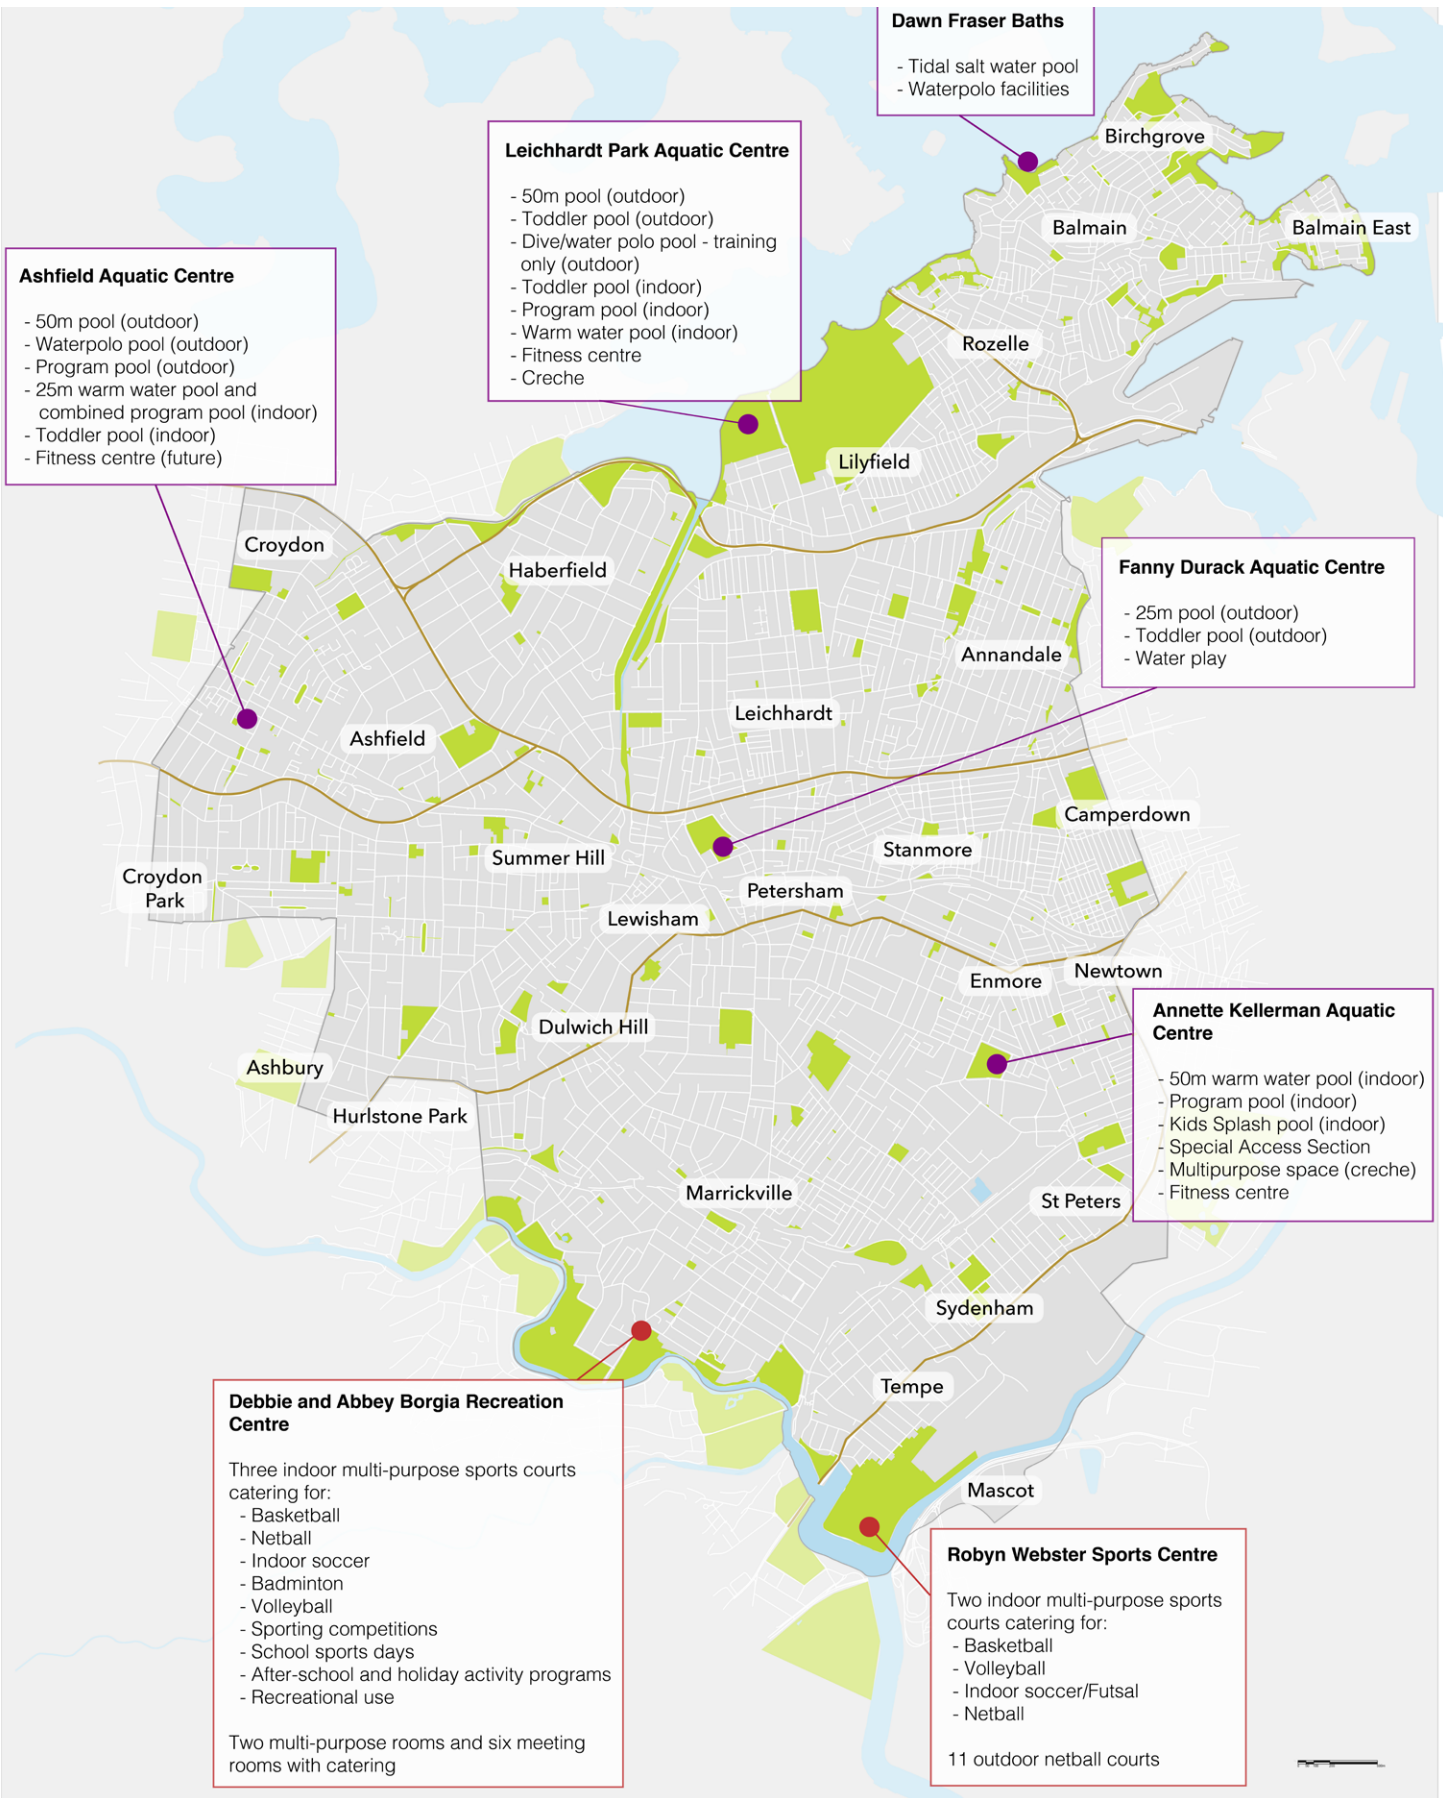 Dawn Fraser Baths
- Tidal salt water pool
- Waterpolo facilities
Leichhardt Park Aquatic Centre
- 50m pool (outdoor)
- Toddler pool (outdoor)
- Dive/water polo pool - training
only (outdoor)
- Toddler pool (indoor)
- Program pool (indoor)
- Warm water pool (indoor)
- Fitness centre
- Creche
Ashfield Aquatic Centre
- 50m pool (outdoor)
- Waterpolo pool (outdoor)
- Program pool (outdoor)
- 25m warm water pool and
combined program pool (indoor)
- Toddler pool (indoor)
- Fitness centre (future)
Birchgrove
Balmain
Balmain East
Rozelle
Lilyfield
Croydon
Haberfield
Fanny Durack Aquatic Centre
- 25m pool (outdoor)
- Toddler pool (outdoor)
- Water play
Annandale
Leichhardt
Ashfield
Camperdown
Stanmore
Summer Hill
Croydon
Park
Petersham
Lewisham
Newtown
Enmore
Dulwich Hill
Ashbury
Hurlstone Park
Annette Kellerman Aquatic
Centre
- 50m warm water pool (indoor)
- Program pool (indoor)
- Kids Splash pool (indoor)
- Special Access Section
- Multipurpose space (creche)
- Fitness centre
Marrickville
St Peters
Sydenham
Tempe
Mascot
Debbie and Abbey Borgia Recreation
Centre
Three indoor multi-purpose sports courts
catering for:
- Basketball
- Netball
- Indoor soccer
- Badminton
- Volleyball
- Sporting competitions
- School sports days
- After-school and holiday activity programs
- Recreational use
Two multi-purpose rooms and six meeting
rooms with catering
Robyn Webster Sports Centre
Two indoor multi-purpose sports
courts catering for:
- Basketball
- Volleyball
- Indoor soccer/Futsal
- Netball
11 outdoor netball courts